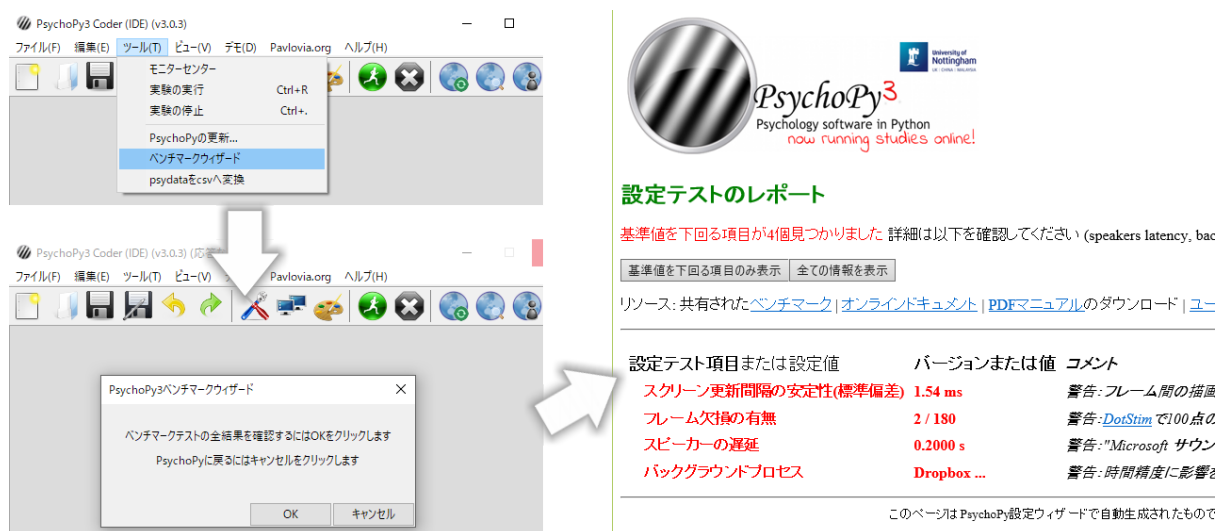 PsychoPy3 Coder (IDE) (v3.0.3)
ファイル(F) 編集(E) ツール(T) ビュー(V) デモ(D) Pavlovia.org ヘルプ(H)
モニターセンター
実験の実行 Ctrl+R
実験の停止 Ctrl+.
PsychoPyの更新...
ベンチマークウィザード
psydataをcsvへ変換
PsychoPy3 Coder (IDE) (v3.0.3) (応答
ファイル(F) 編集(E) ツール(T) ビュー(V) Pavlovia.org ヘルプ(H)
PsychoPy3ベンチマークウィザード
ベンチマークテストの全結果を確認するにはOKをクリックします
PsychoPyに戻るにはキャンセルをクリックします
OK キャンセル
University of
Nottingham
UK | CHINA | MALAYSIA
PsychoPy3
Psychology software in Python
now running studies online!
設定テストのレポート
基準値を下回る項目が4個見つかりました 詳細は以下を確認してください (speakers latency, bac
基準値を下回る項目のみ表示 全ての情報を表示
リソース: 共有されたベンチマーク | オンラインドキュメント | PDFマニュアルのダウンロード | ユー
設定テスト項目または設定値 バージョンまたは値 コメント
スクリーン更新間隔の安定性(標準偏差) 1.54 ms 警告:フレーム間の描画
フレーム欠損の有無 2 / 180 警告:DotStimで100点の
スピーカーの遅延 0.2000 s 警告:"Microsoft サウン
バックグラウンドプロセス Dropbox ... 警告:時間精度に影響を
このページは PsychoPy設定ウィザードで自動生成されたもので